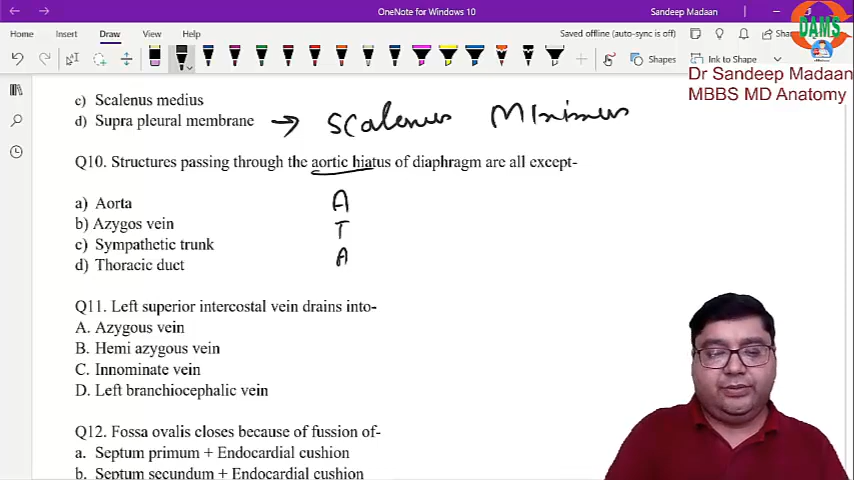 OneNote for Windows 10
Sandeep Madaan
Home Insert Draw View Help
Saved offline (auto-sync is off)
Share
Shapes
Ink to Shape
DAMS
Dr Sandeep Madaan
MBBS MD Anatomy
c) Scalenus medius
d) Supra pleural membrane → Scalenus Minimus
Q10. Structures passing through the aortic hiatus of diaphragm are all except-
a) Aorta A
b) Azygos vein T
c) Sympathetic trunk
d) Thoracic duct A
Q11. Left superior intercostal vein drains into-
A. Azygous vein
B. Hemi azygous vein
C. Innominate vein
D. Left branchiocephalic vein
Q12. Fossa ovalis closes because of fussion of-
a. Septum primum + Endocardial cushion
b. Septum secundum + Endocardial cushion